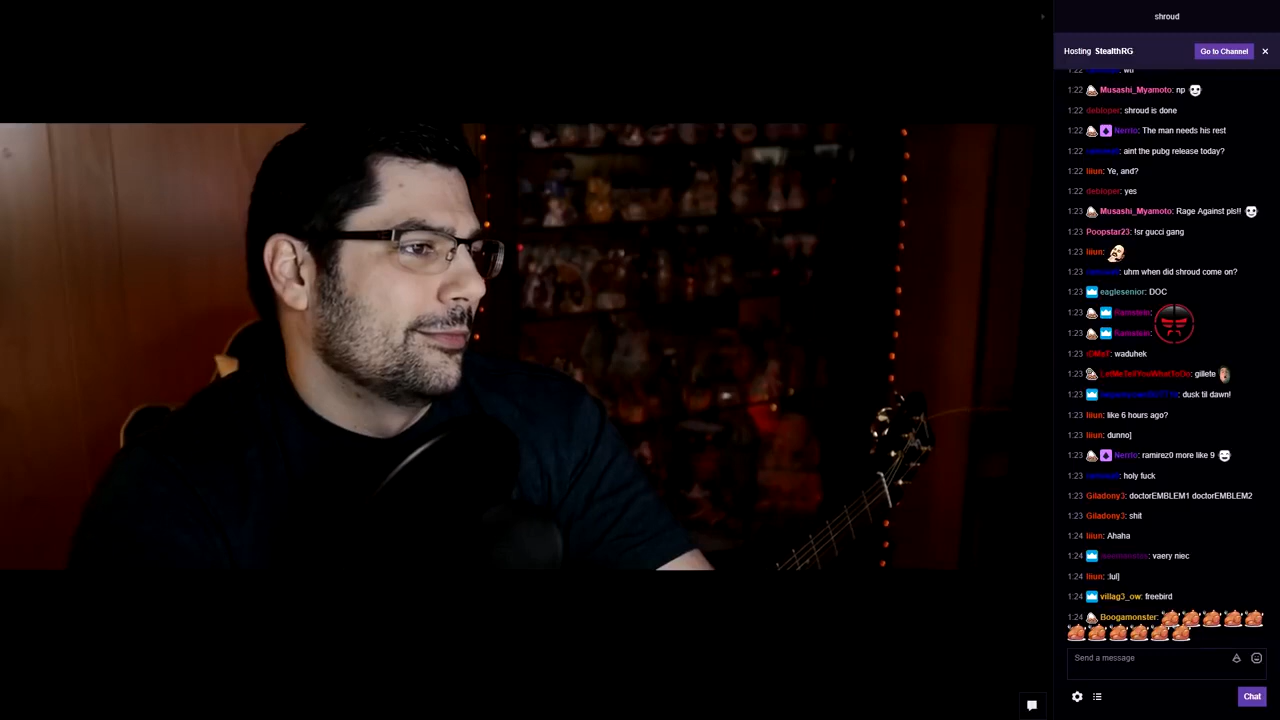 shroud
Hosting StealthRG
Go to Channel
1:22
1:22 Musashi_Myamoto: np
1:22 debloper: shroud is done
1:22 Nerrio: The man needs his rest
1:22 aint the pubg release today?
1:22 liiun: Ye, and?
1:22 debloper: yes
1:23 Musashi_Myamoto: Rage Against pls!!
1:23 Poopstar23: !sr gucci gang
1:23 liiun:
1:23 uhm when did shroud come on?
1:23 eaglesenior: DOC
1:23
1:23
1:23 waduhek
1:23 LetMeTellYouWhatToDo: gillete
1:23 dusk til dawn!
1:23 liiun: like 6 hours ago?
1:23 liiun: dunno]
1:23 Nerrio: ramirez0 more like 9
1:23 holy fuck
1:23 Giladony3: doctorEMBLEM1 doctorEMBLEM2
1:23 Giladony3: shit
1:24 liiun: Ahaha
1:24 vaery niec
1:24 liiun: :lul]
1:24 villag3_ow: freebird
1:24 Boogamonster:
Send a message
Chat